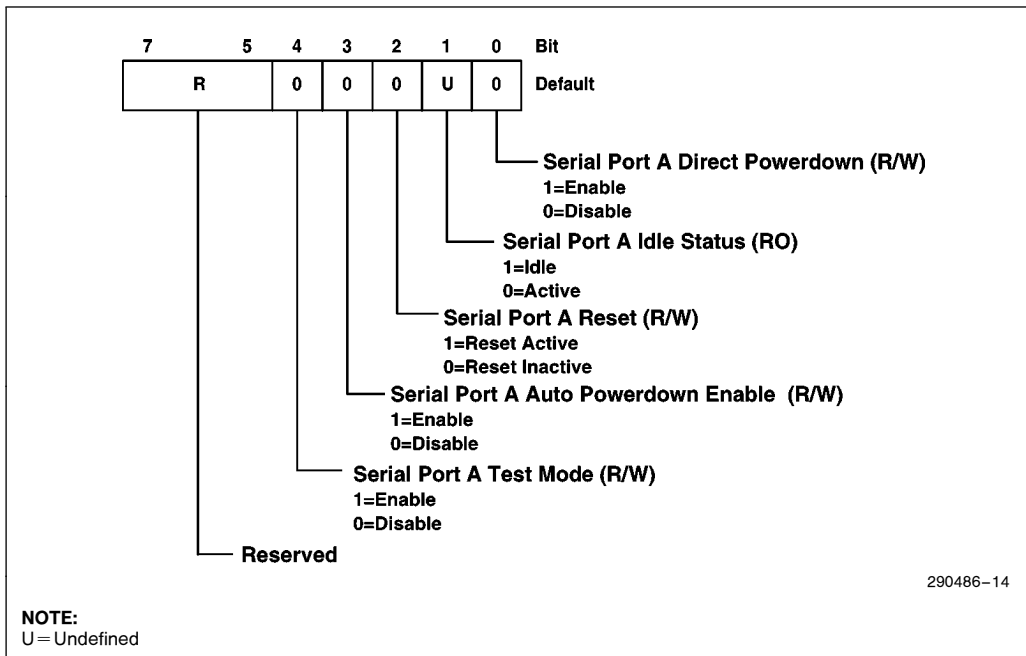 7 5 4 3 2 1 0 Bit
R 0 0 0 U 0 Default
Serial Port A Direct Powerdown (R/W)
1=Enable
0=Disable
Serial Port A Idle Status (RO)
1=Idle
0=Active
Serial Port A Reset (R/W)
1=Reset Active
0=Reset Inactive
Serial Port A Auto Powerdown Enable (R/W)
1=Enable
0=Disable
Serial Port A Test Mode (R/W)
1=Enable
0=Disable
Reserved
290486–14
NOTE:
U=Undefined